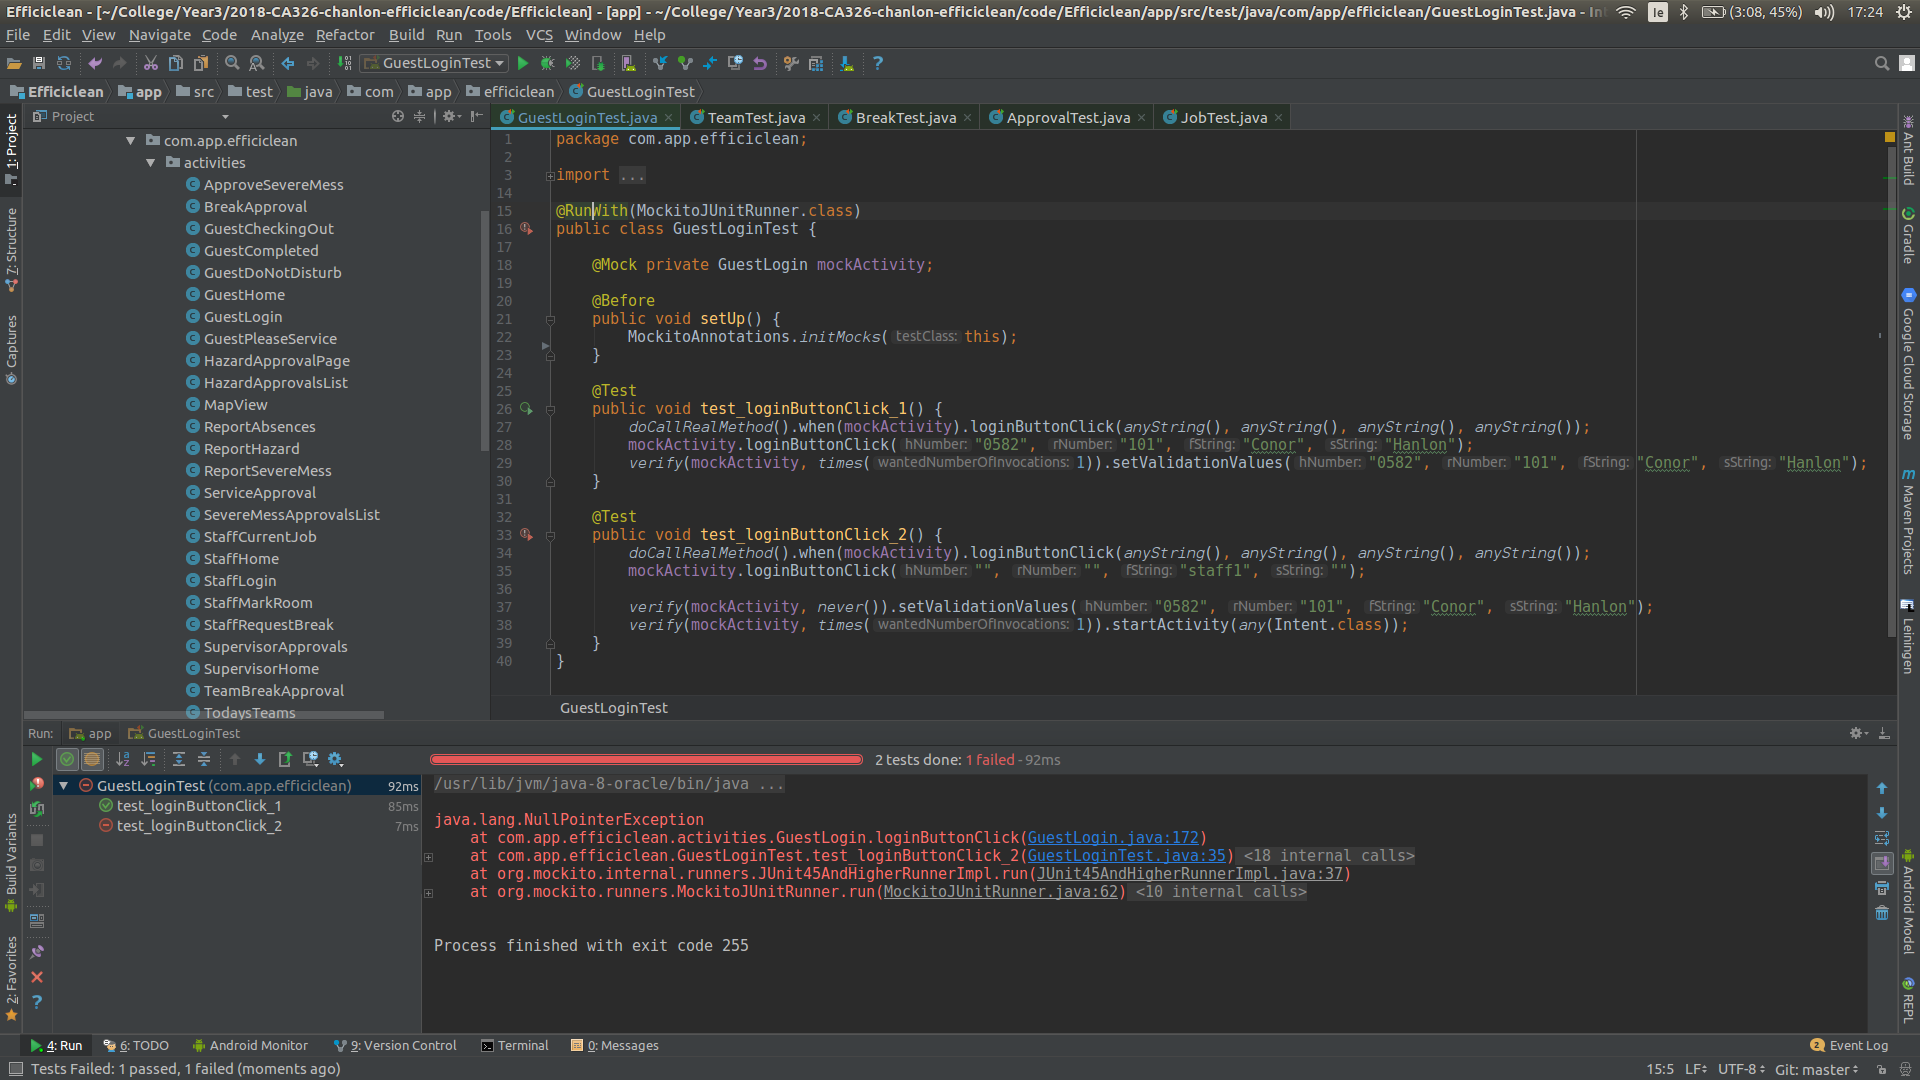 Efficiclean - [~/College/Year3/2018-CA326-chanlon-efficiclean/code/Efficiclean] - [app] - ~/College/Year3/2018-CA326-chanlon-efficiclean/code/Efficiclean/app/src/test/java/com/app/efficiclean/GuestLoginTest.java -
Ie (3:08, 45%) 17:24
File Edit View Navigate Code Analyze Refactor Build Run Tools VCS Window Help
GuestLoginTest
Efficiclean app src test java com app efficiclean GuestLoginTest
Project
GuestLoginTest.java TeamTest.java BreakTest.java ApprovalTest.java JobTest.java
1: Project
7: Structure
Captures
Build Variants
2: Favorites
com.app.efficiclean
activities
ApproveSevereMess
BreakApproval
GuestCheckingOut
GuestCompleted
GuestDoNotDisturb
GuestHome
GuestLogin
GuestPleaseService
HazardApprovalPage
HazardApprovalsList
MapView
ReportAbsences
ReportHazard
ReportSevereMess
ServiceApproval
SevereMessApprovalsList
StaffCurrentJob
StaffHome
StaffLogin
StaffMarkRoom
StaffRequestBreak
SupervisorApprovals
SupervisorHome
TeamBreakApproval
TodaysTeams
1 package com.app.efficiclean;
2
3 import ...
14
15 @RunWith(MockitoJUnitRunner.class)
16 public class GuestLoginTest {
17
18 @Mock private GuestLogin mockActivity;
19
20 @Before
21 public void setUp() {
22 MockitoAnnotations.initMocks( testClass: this);
23 }
24
25 @Test
26 public void test_loginButtonClick_1() {
27 doCallRealMethod().when(mockActivity).loginButtonClick(anyString(), anyString(), anyString(), anyString());
28 mockActivity.loginButtonClick( hNumber: "0582", rNumber: "101", fString: "Conor", sString: "Hanlon");
29 verify(mockActivity, times( wantedNumberOfInvocations: 1)).setValidationValues( hNumber: "0582", rNumber: "101", fString: "Conor", sString: "Hanlon");
30 }
31
32 @Test
33 public void test_loginButtonClick_2() {
34 doCallRealMethod().when(mockActivity).loginButtonClick(anyString(), anyString(), anyString(), anyString());
35 mockActivity.loginButtonClick( hNumber: "", rNumber: "", fString: "staff1", sString: "");
36
37 verify(mockActivity, never()).setValidationValues( hNumber: "0582", rNumber: "101", fString: "Conor", sString: "Hanlon");
38 verify(mockActivity, times( wantedNumberOfInvocations: 1)).startActivity(any(Intent.class));
39 }
40 }
GuestLoginTest
Ant Build
Gradle
Google Cloud Storage
Maven Projects
Leiningen
Android Model
REPL
Run: app GuestLoginTest
2 tests done: 1 failed - 92ms
GuestLoginTest (com.app.efficiclean) 92ms
test_loginButtonClick_1 85ms
test_loginButtonClick_2 7ms
/usr/lib/jvm/java-8-oracle/bin/java ...
java.lang.NullPointerException
at com.app.efficiclean.activities.GuestLogin.loginButtonClick(GuestLogin.java:172)
at com.app.efficiclean.GuestLoginTest.test_loginButtonClick_2(GuestLoginTest.java:35) <18 internal calls>
at org.mockito.internal.runners.JUnit45AndHigherRunnerImpl.run(JUnit45AndHigherRunnerImpl.java:37)
at org.mockito.runners.MockitoJUnitRunner.run(MockitoJUnitRunner.java:62) <10 internal calls>
Process finished with exit code 255
4: Run 6: TODO Android Monitor 9: Version Control Terminal 0: Messages 2 Event Log
Tests Failed: 1 passed, 1 failed (moments ago) 15:5 LF UTF-8 Git: master